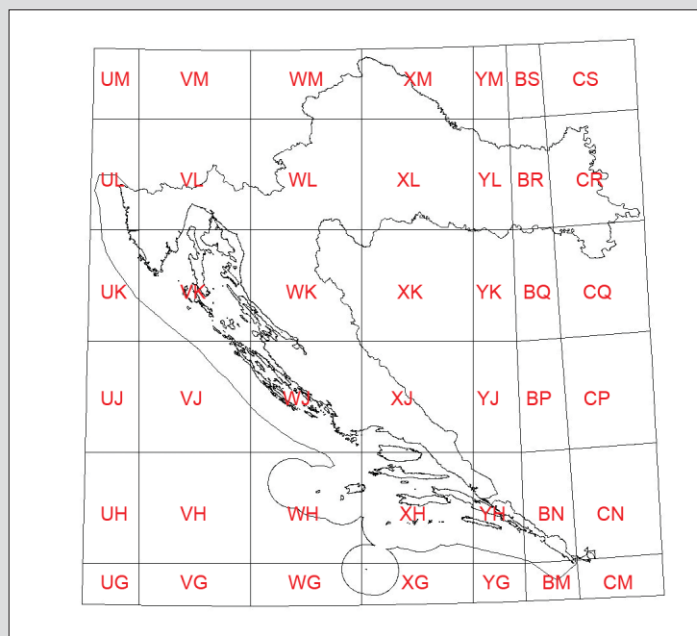 UM VM WM XM YM BS CS
UL VL WL XL YL BR CR
UK VK WK XK YK BQ CQ
UJ VJ WJ XJ YJ BP CP
UH VH WH XH YH BN CN
UG VG WG XG YG BM CM